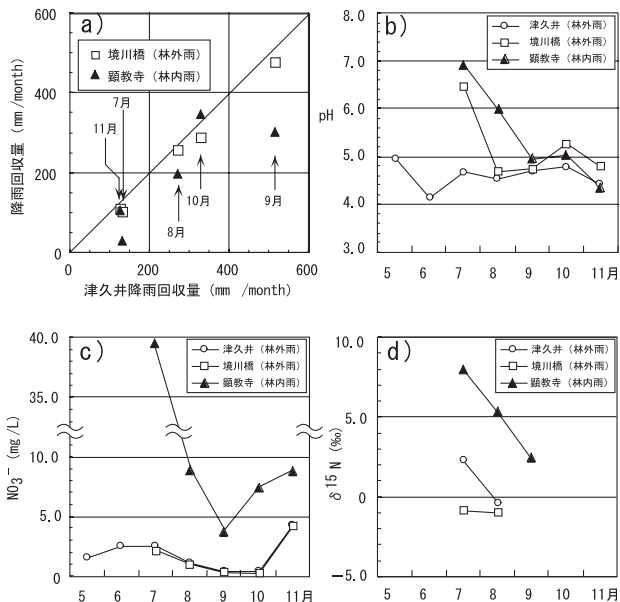 a)
□ 境川橋（林外雨）
▲ 顕教寺（林内雨）
7月
11月
8月
10月
9月
600
400
200
0
0 200 400 600
降雨回収量 (mm/month)
津久井降雨回収量 (mm /month)
b)
津久井（林外雨）
境川橋（林外雨）
顕教寺（林内雨）
pH
8.0
7.0
6.0
5.0
4.0
3.0
5 6 7 8 9 10 11月
c)
津久井（林外雨）
境川橋（林外雨）
顕教寺（林内雨）
NO₃⁻ (mg/L)
40.0
35.0
10.0
5.0
0
5 6 7 8 9 10 11月
d)
津久井（林外雨）
境川橋（林外雨）
顕教寺（林内雨）
δ¹⁵N (‰)
10.0
5.0
0
−5.0
5 6 7 8 9 10 11月